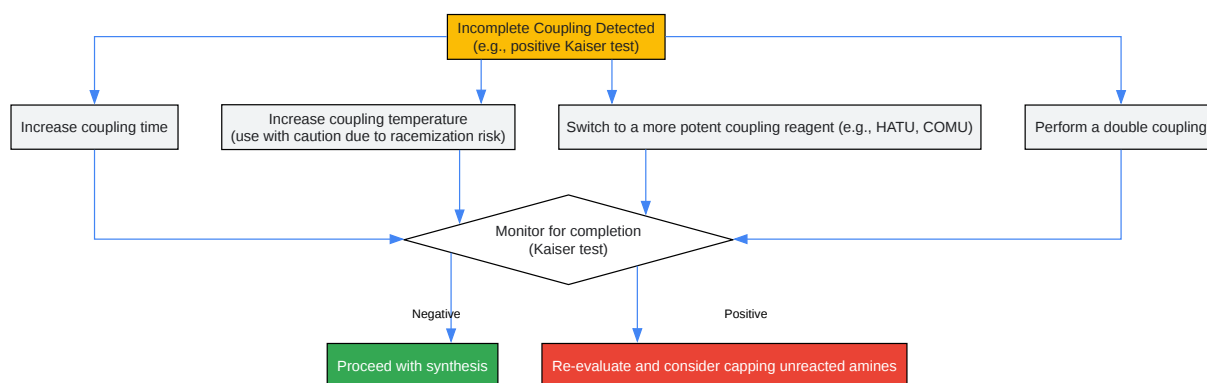 Incomplete Coupling Detected
(e.g., positive Kaiser test)
Increase coupling time
Increase coupling temperature
(use with caution due to racemization risk)
Switch to a more potent coupling reagent (e.g., HATU, COMU)
Perform a double coupling
Monitor for completion
(Kaiser test)
Negative
Positive
Proceed with synthesis
Re-evaluate and consider capping unreacted amines